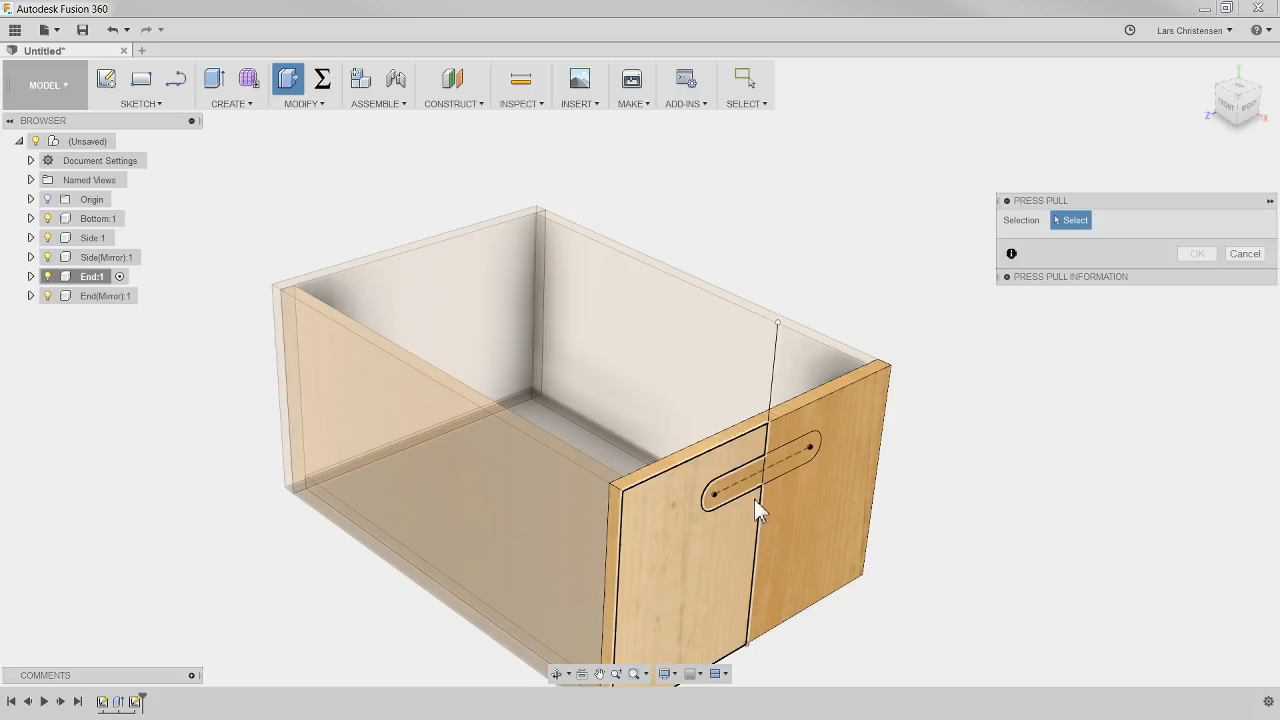 Autodesk Fusion 360
Lars Christensen
Untitled*
MODEL
SKETCH
CREATE
MODIFY
ASSEMBLE
CONSTRUCT
INSPECT
INSERT
MAKE
ADD-INS
SELECT
BROWSER
(Unsaved)
Document Settings
Named Views
Origin
Bottom:1
Side:1
Side(Mirror):1
End:1
End(Mirror):1
FRONT
RIGHT
Z
X
PRESS PULL
Selection Select
OK Cancel
PRESS PULL INFORMATION
COMMENTS